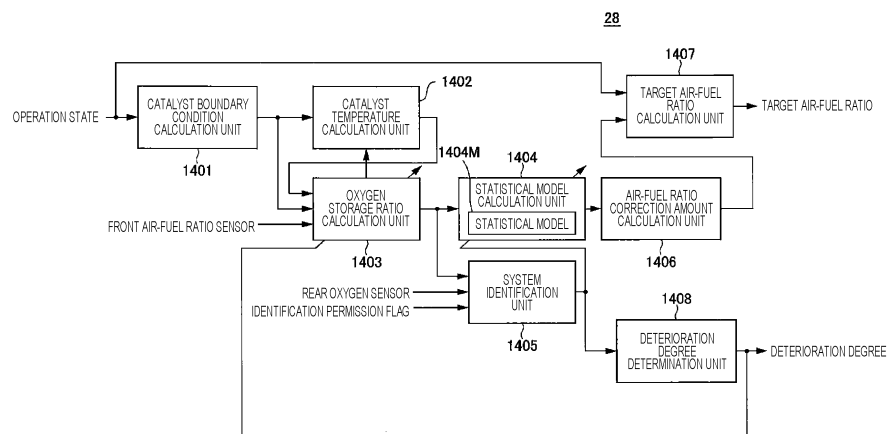 28
1407
1402
OPERATION STATE
CATALYST BOUNDARY
CONDITION
CALCULATION UNIT
CATALYST
TEMPERATURE
CALCULATION UNIT
TARGET AIR-FUEL
RATIO
CALCULATION UNIT
TARGET AIR-FUEL RATIO
1401
1404M
1404
OXYGEN
STORAGE RATIO
CALCULATION UNIT
STATISTICAL MODEL
CALCULATION UNIT
STATISTICAL MODEL
AIR-FUEL RATIO
CORRECTION AMOUNT
CALCULATION UNIT
FRONT AIR-FUEL RATIO SENSOR
1403
1406
SYSTEM
IDENTIFICATION
UNIT
REAR OXYGEN SENSOR
IDENTIFICATION PERMISSION FLAG
1405
1408
DETERIORATION
DEGREE
DETERMINATION UNIT
DETERIORATION DEGREE